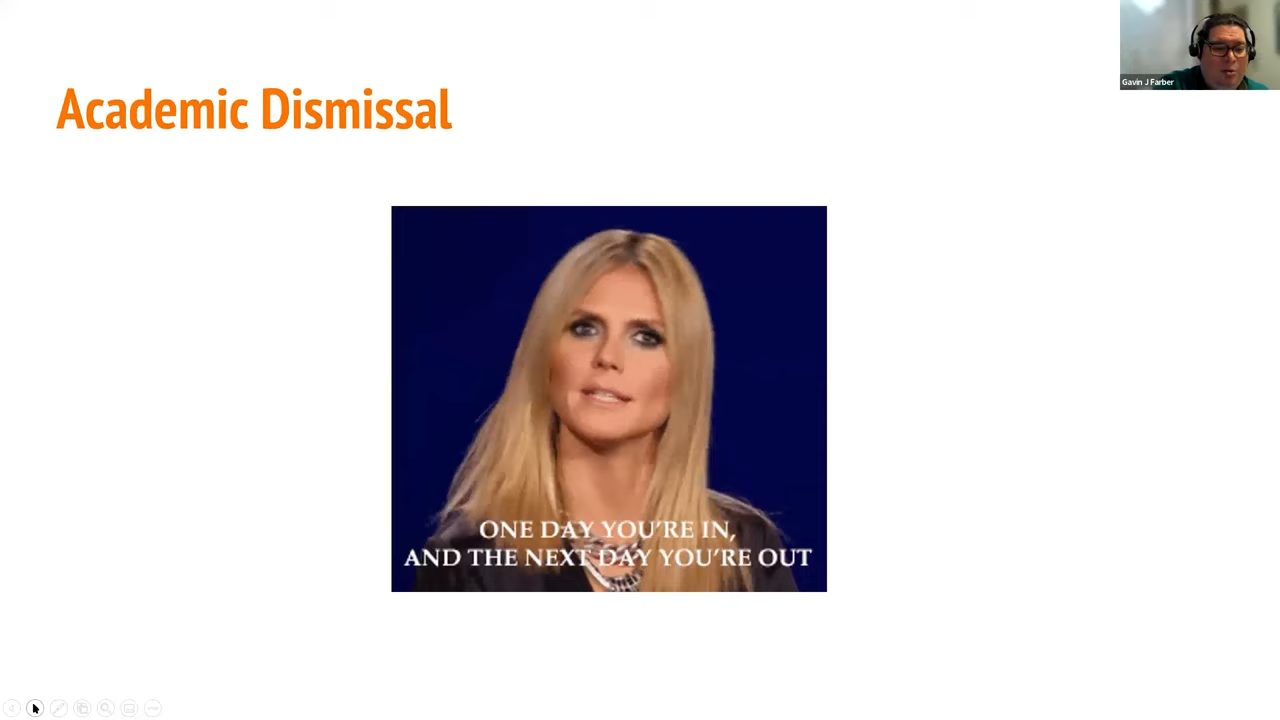 Academic Dismissal
Gavin J Farber
ONE DAY YOU'RE IN,
AND THE NEXT DAY YOU'RE OUT